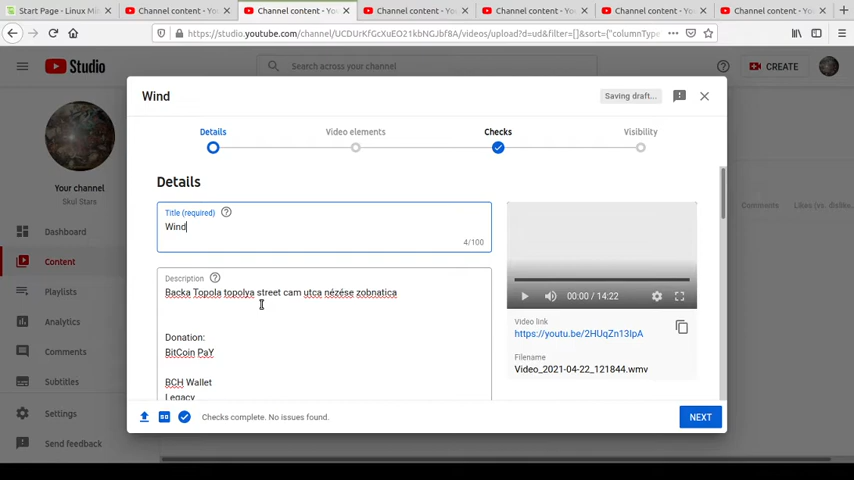 Start Page - Linux Mi
Channel content - Yo
Channel content - Yo
Channel content - Yo
Channel content - Yo
Channel content - Yo
Channel content - Yo
https://studio.youtube.com/channel/UCDUrKfGcXuEO21kbNGJbf8A/videos/upload?d=ud&filter=[]&sort={"columnType
Studio
Search across your channel
CREATE
Wind
Saving draft...
Details
Video elements
Checks
Visibility
Your channel
Skul Stars
Dashboard
Content
Playlists
Analytics
Comments
Subtitles
Settings
Send feedback
Details
Title (required)
Wind
4/100
Description
Backa Topola topolya street cam utca nézése zobnatica
Donation:
BitCoin PaY
BCH Wallet
Legacy
00:00 / 14:22
Video link
https://youtu.be/2HUqZn13IpA
Filename
Video_2021-04-22_121844.wmv
Comments
Likes (vs. dislike
Checks complete. No issues found.
NEXT